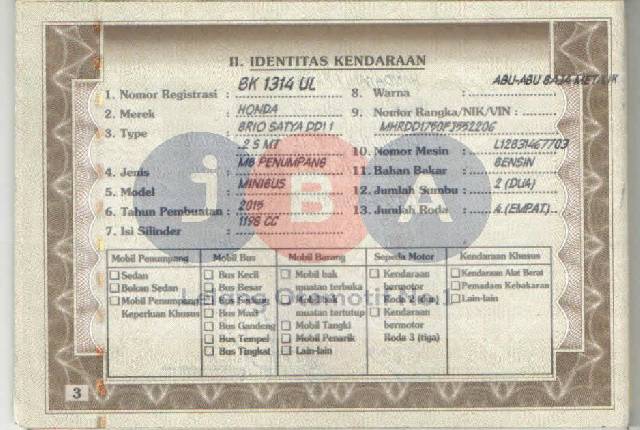 II. IDENTITAS KENDARAAN
1. Nomor Registrasi : BK 1314 UL
2. Merek : HONDA
3. Type : BRIO SATYA DD1 1
.2 S MT
4. Jenis : MB PENUMPANG
5. Model : MINIBUS
6. Tahun Pembuatan : 2015
7. Isi Silinder : 1198 CC
8. Warna : ABU-ABU BAJA METALIK
9. Nomor Rangka/NIK/VIN :
MHRDD1750FJ552206
10. Nomor Mesin : L12B31467703
11. Bahan Bakar : BENSIN
12. Jumlah Sumbu : 2 (DUA)
13. Jumlah Roda : 4 (EMPAT)
i B A
Lelang Otomotif No.1
Mobil Penumpang
Sedan
Bukan Sedan
Mobil Penumpang
Keperluan Khusus
Mobil Bus
Bus Kecil
Bus Besar
Bus Maxi
Bus Gandeng
Bus Tempel
Bus Tingkat
Mobil Barang
Mobil bak
muatan terbuka
muatan tertutup
Mobil Tangki
Mobil Penarik
Lain-lain
Sepeda Motor
Kendaraan
bermotor
Roda 2 (dua)
Kendaraan
bermotor
Roda 3 (tiga)
Kendaraan Khusus
Kendaraan Alat Berat
Pemadam Kebakaran
Lain-lain
3